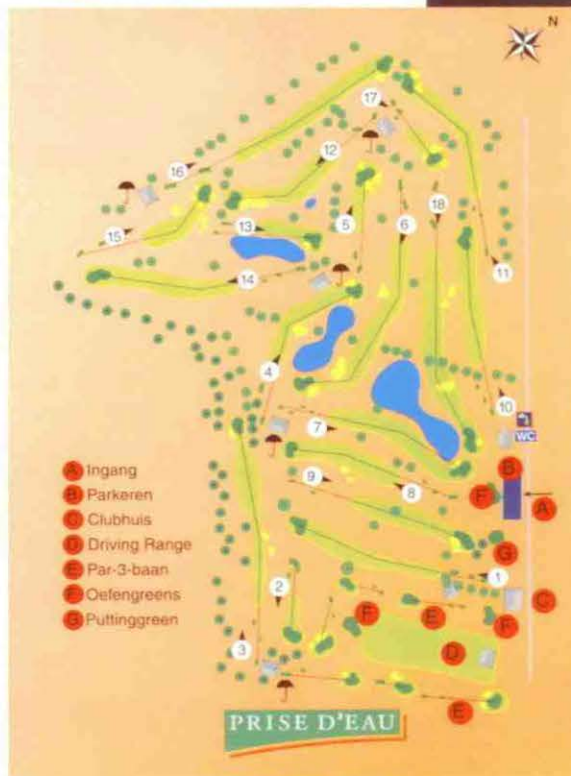 N
17
16
12
5
6
18
13
15
14
11
4
10
WC
7
B
9
8
F
A
G
1
C
2
F
E
F
D
3
E
A Ingang
B Parkeren
C Clubhuis
D Driving Range
E Par-3-baan
F Oefengreens
G Puttinggreen
PRISE D'EAU